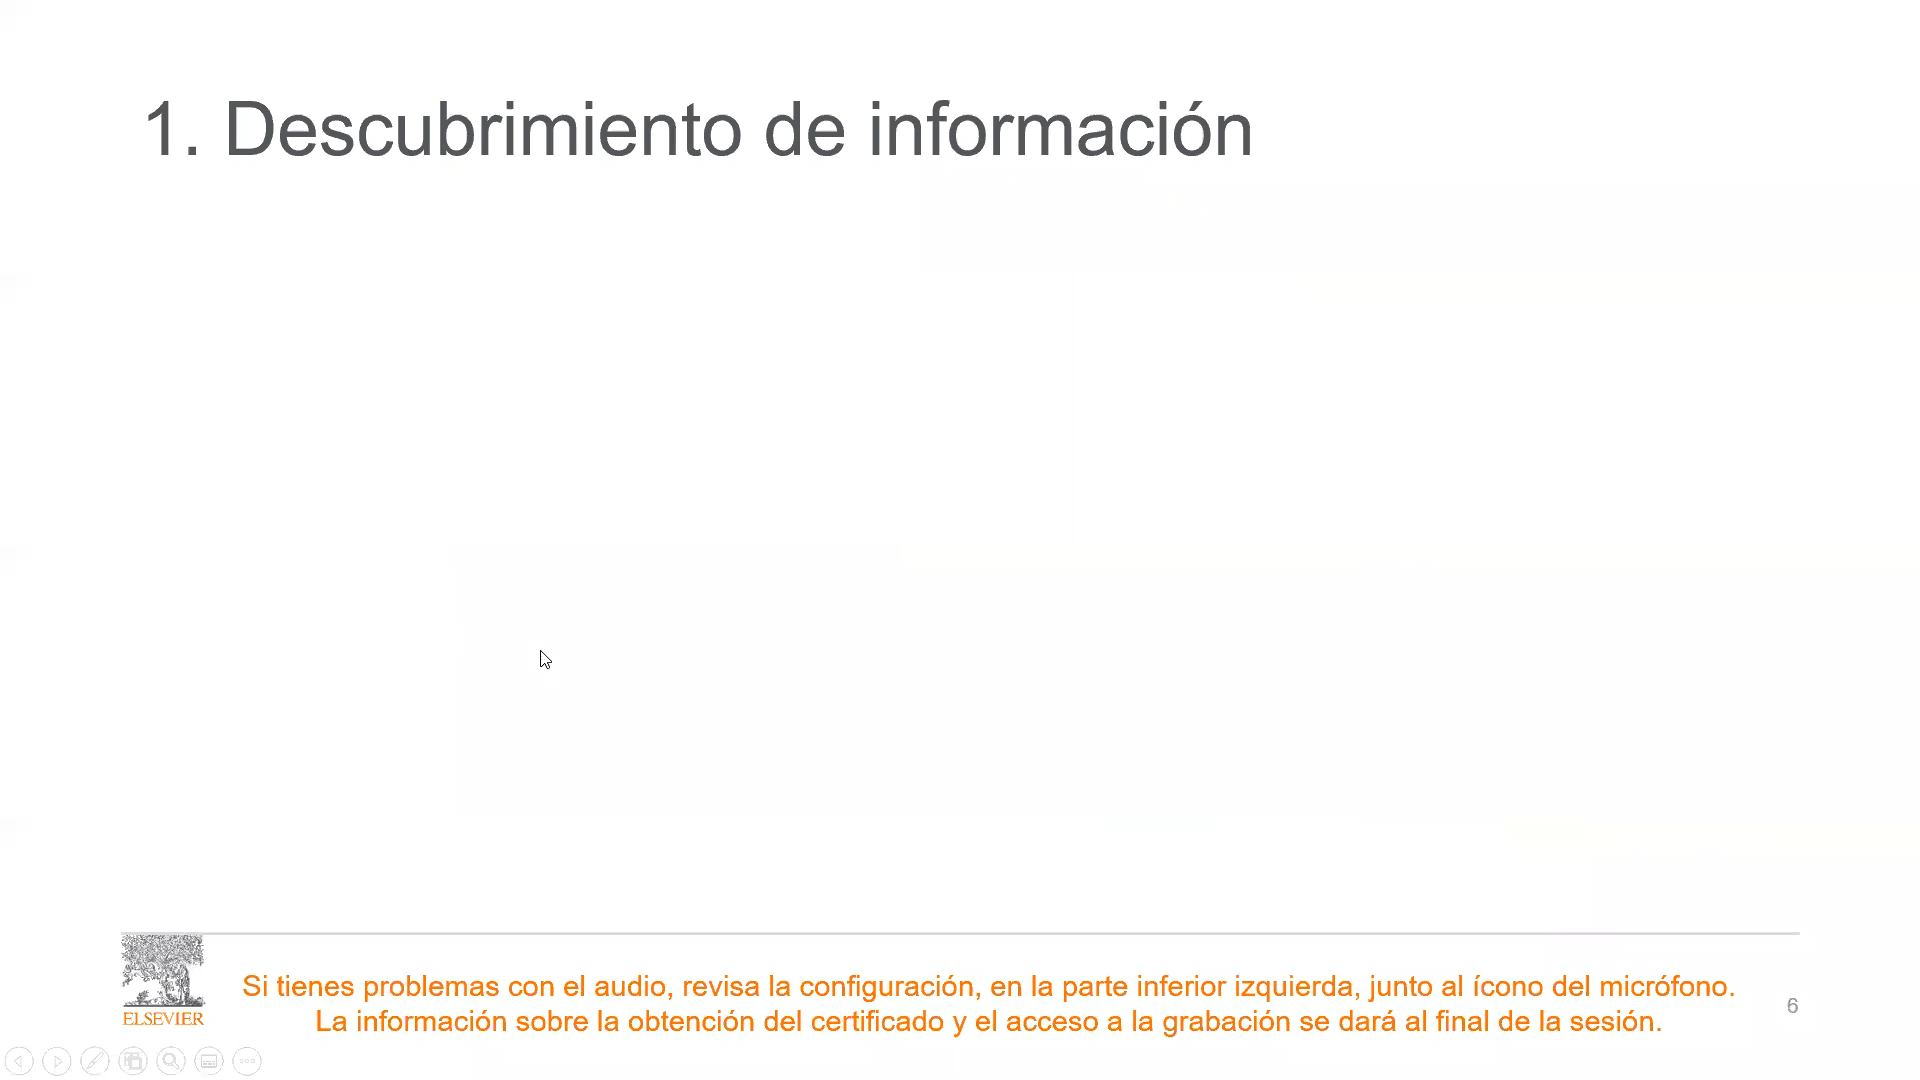 1. Descubrimiento de información
Si tienes problemas con el audio, revisa la configuración, en la parte inferior izquierda, junto al ícono del micrófono.
La información sobre la obtención del certificado y el acceso a la grabación se dará al final de la sesión.
ELSEVIER
6